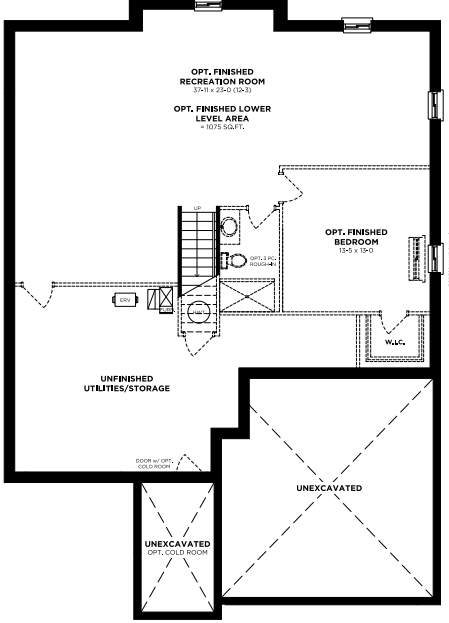 OPT. FINISHED
RECREATION ROOM
37-11 x 23-0 (12-3)
OPT. FINISHED LOWER
LEVEL AREA
= 1075 SQ.FT.
UP
OPT. 3 PC.
ROUGH-IN
OPT. FINISHED
BEDROOM
13-5 x 13-0
ERV
W.I.C.
UNFINISHED
UTILITIES/STORAGE
DOOR w/ OPT.
COLD ROOM
UNEXCAVATED
UNEXCAVATED
OPT. COLD ROOM